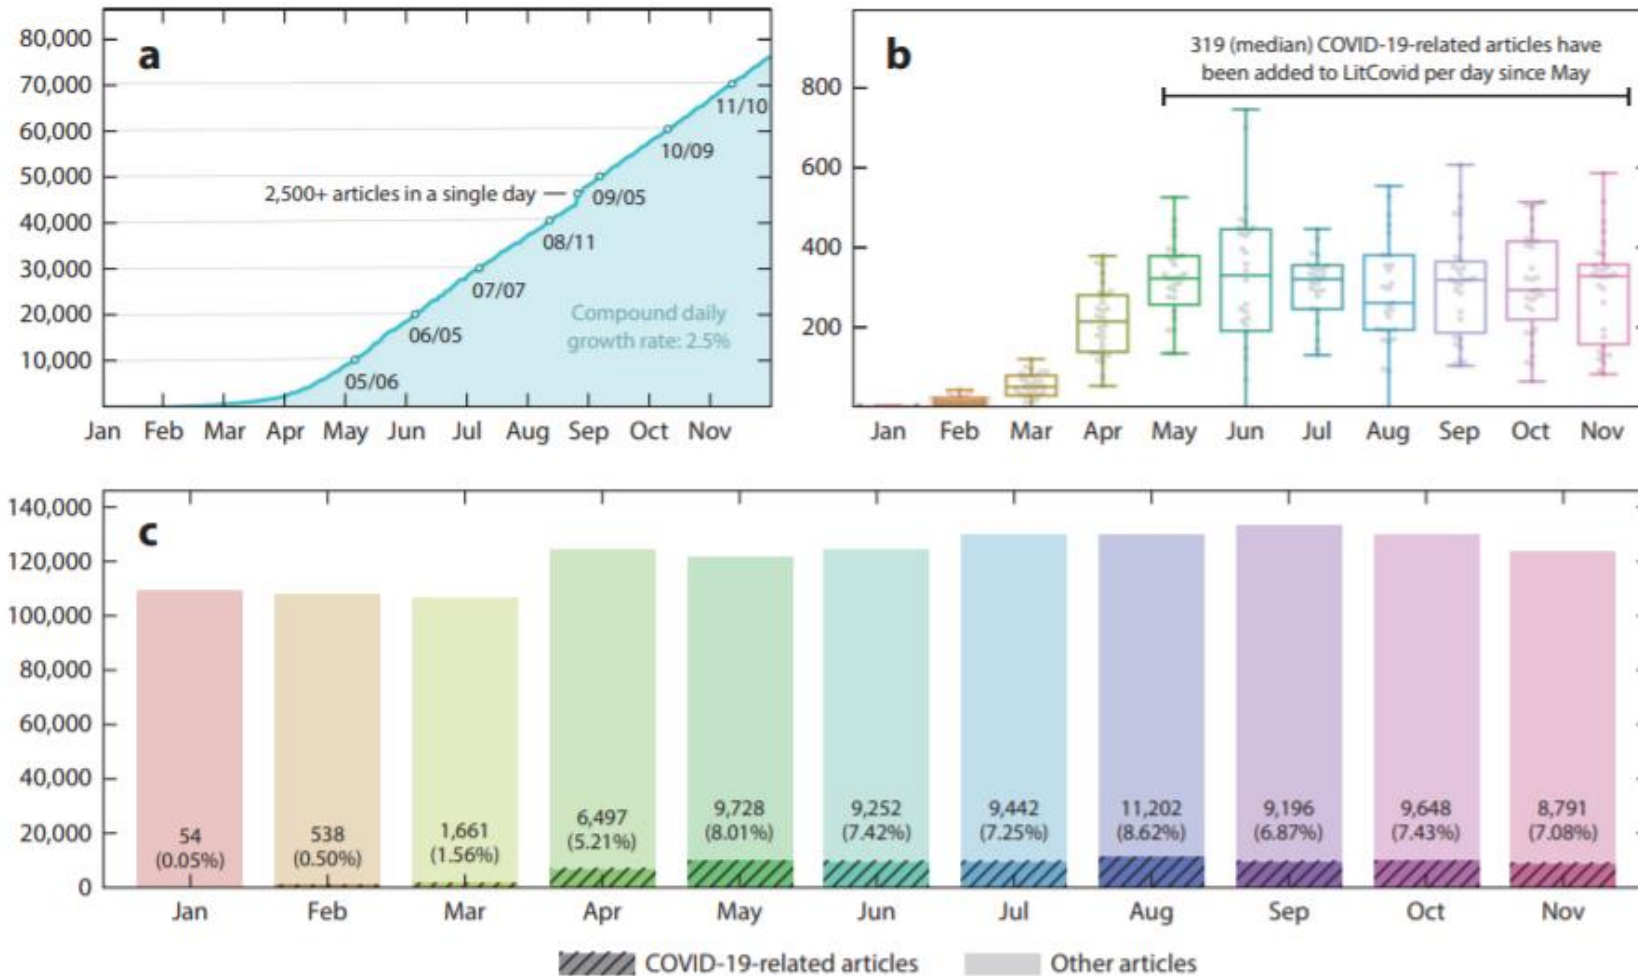 a
80,000
70,000
60,000
50,000
40,000
30,000
20,000
10,000
11/10
10/09
2,500+ articles in a single day
09/05
08/11
07/07
06/05
05/06
Compound daily
growth rate: 2.5%
Jan Feb Mar Apr May Jun Jul Aug Sep Oct Nov
b
319 (median) COVID-19-related articles have
been added to LitCovid per day since May
800
600
400
200
Jan Feb Mar Apr May Jun Jul Aug Sep Oct Nov
c
140,000
120,000
100,000
80,000
60,000
40,000
20,000
0
54 538 1,661 6,497 9,728 9,252 9,442 11,202 9,196 9,648 8,791
(0.05%) (0.50%) (1.56%) (5.21%) (8.01%) (7.42%) (7.25%) (8.62%) (6.87%) (7.43%) (7.08%)
Jan Feb Mar Apr May Jun Jul Aug Sep Oct Nov
COVID-19-related articles Other articles